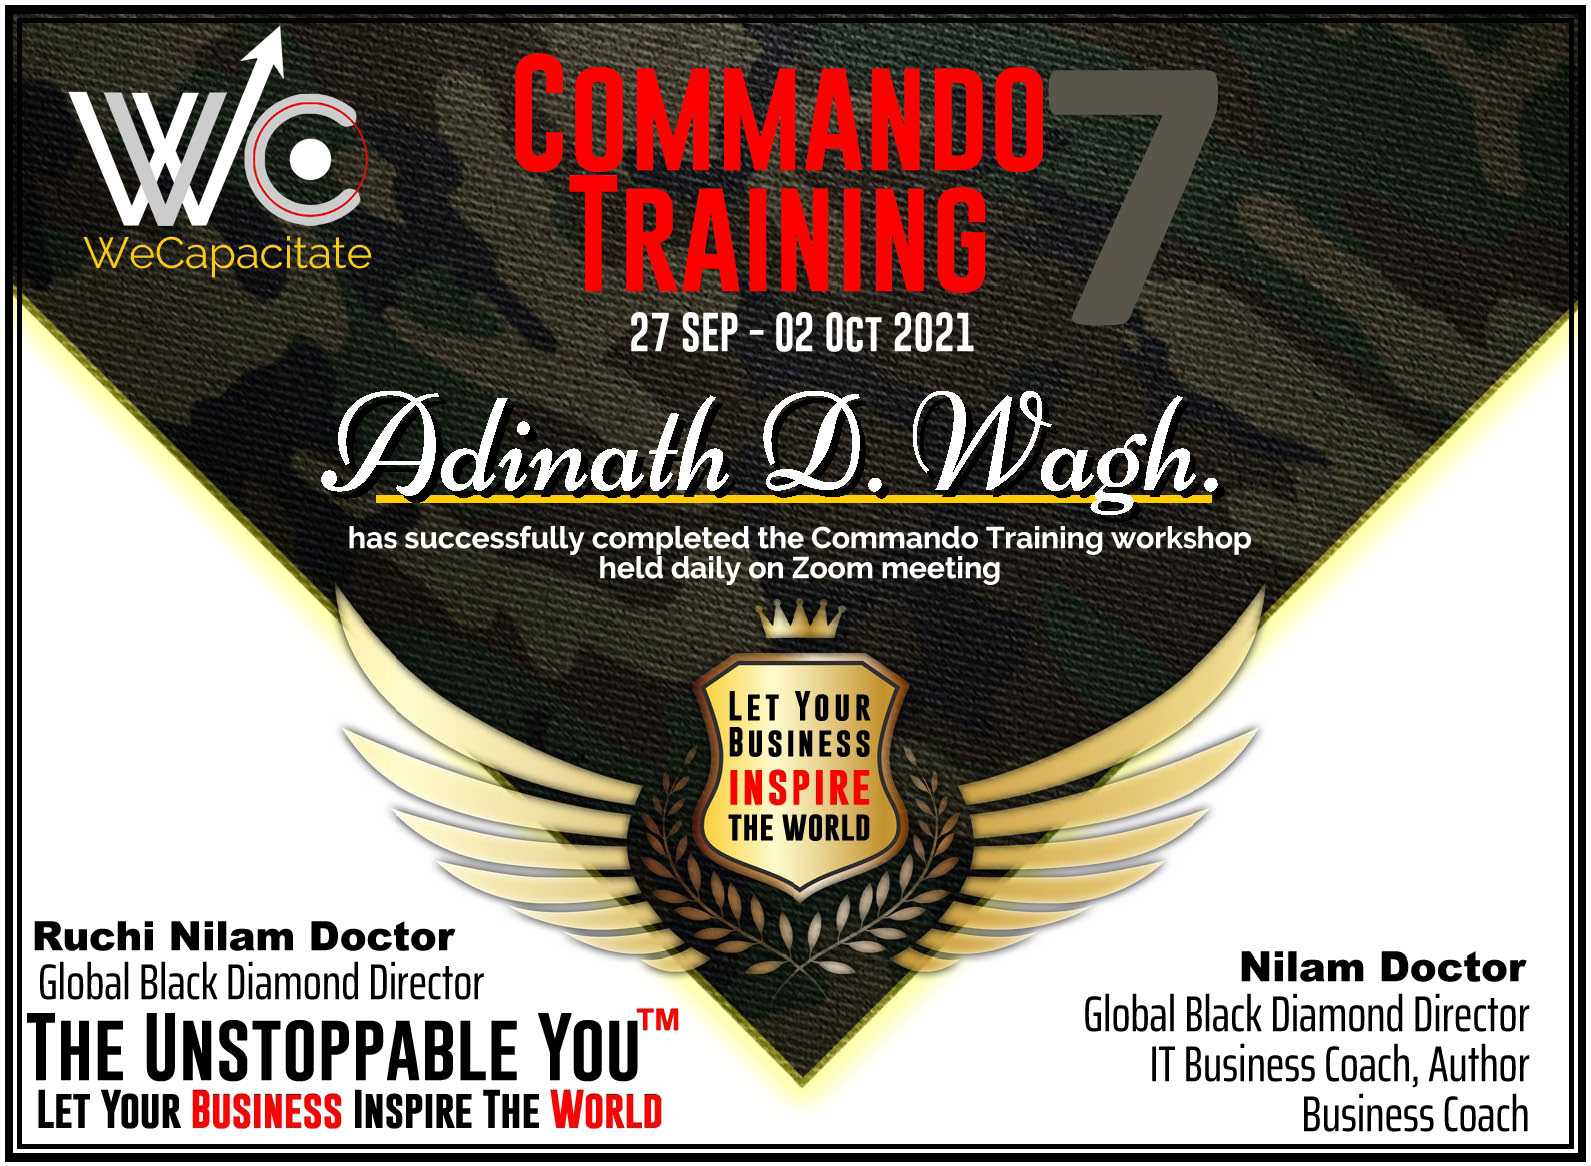 WC
WeCapacitate
COMMANDO 7
TRAINING
27 SEP - 02 OCT 2021
Adinath D. Wagh.
has successfully completed the Commando Training workshop
held daily on Zoom meeting
LET YOUR
BUSINESS
INSPIRE
THE WORLD
Ruchi Nilam Doctor
Global Black Diamond Director
THE UNSTOPPABLE YOU™
LET YOUR BUSINESS INSPIRE THE WORLD
Nilam Doctor
Global Black Diamond Director
IT Business Coach, Author
Business Coach